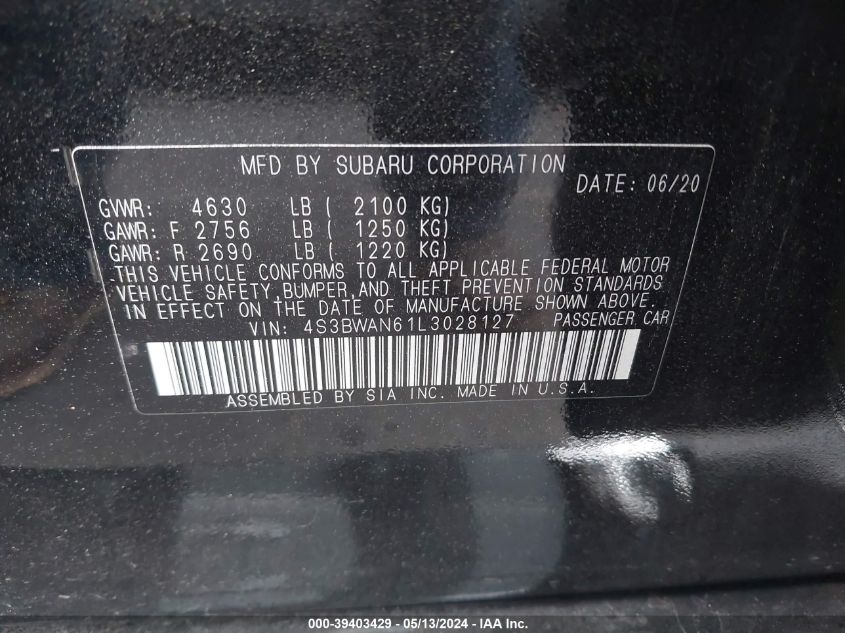 MFD BY SUBARU CORPORATION
DATE: 06/20
GVWR: 4630 LB ( 2100 KG)
GAWR: F 2756 LB ( 1250 KG)
GAWR: R 2690 LB ( 1220 KG)
THIS VEHICLE CONFORMS TO ALL APPLICABLE FEDERAL MOTOR
VEHICLE SAFETY,BUMPER,AND THEFT PREVENTION STANDARDS
IN EFFECT ON THE DATE OF MANUFACTURE SHOWN ABOVE.
VIN: 4S3BWAN61L3028127 PASSENGER CAR
ASSEMBLED BY SIA INC. MADE IN U.S.A.
000-39403429 - 05/13/2024 - © IAA Inc.